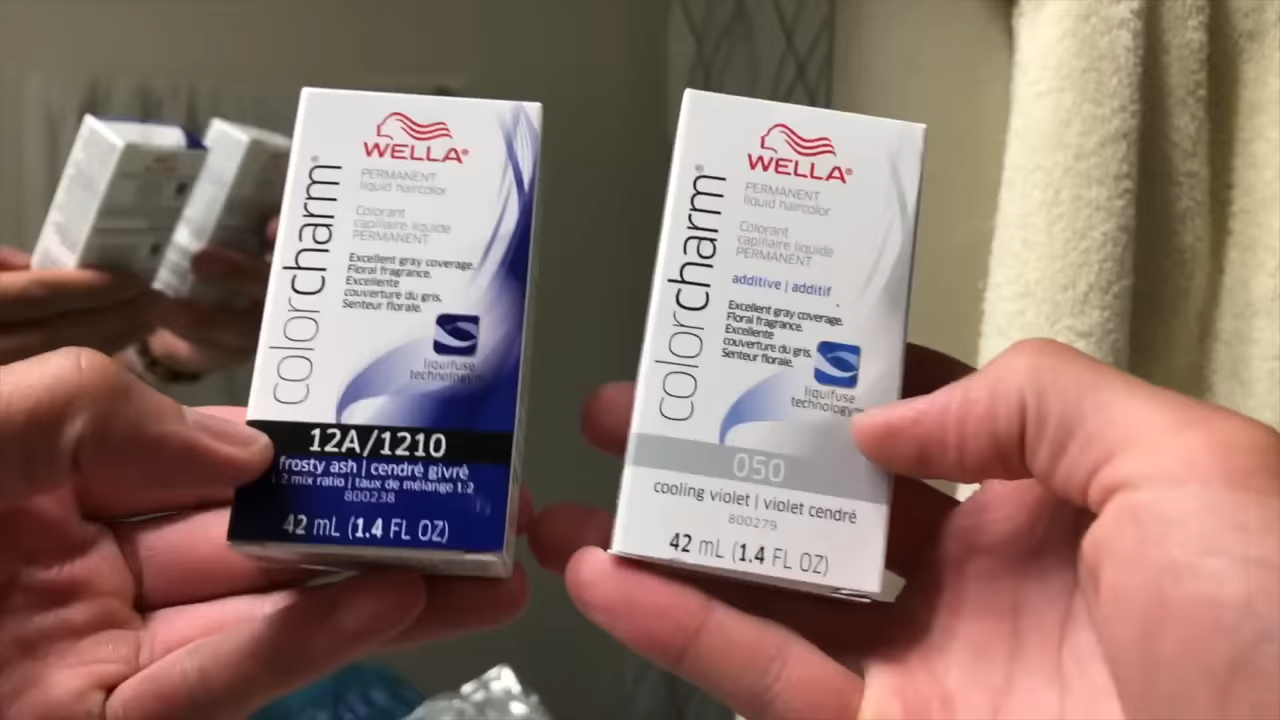 WELLA®
PERMANENT
liquid haircolor
Colorant
capillaire liquide
PERMANENT
Excellent gray coverage.
Floral fragrance.
Excellente
couverture du gris.
Senteur florale.
colorcharm®
liquifuse
technology™
12A/1210
frosty ash | cendré givré
1:2 mix ratio | taux de mélange 1:2
800238
42 mL (1.4 FL OZ)
WELLA®
PERMANENT
liquid haircolor
Colorant
capillaire liquide
PERMANENT
additive | additif
Excellent gray coverage.
Floral fragrance.
Excellente
couverture du gris.
Senteur florale.
colorcharm®
liquifuse
technology™
050
cooling violet | violet cendré
800279
42 mL (1.4 FL OZ)